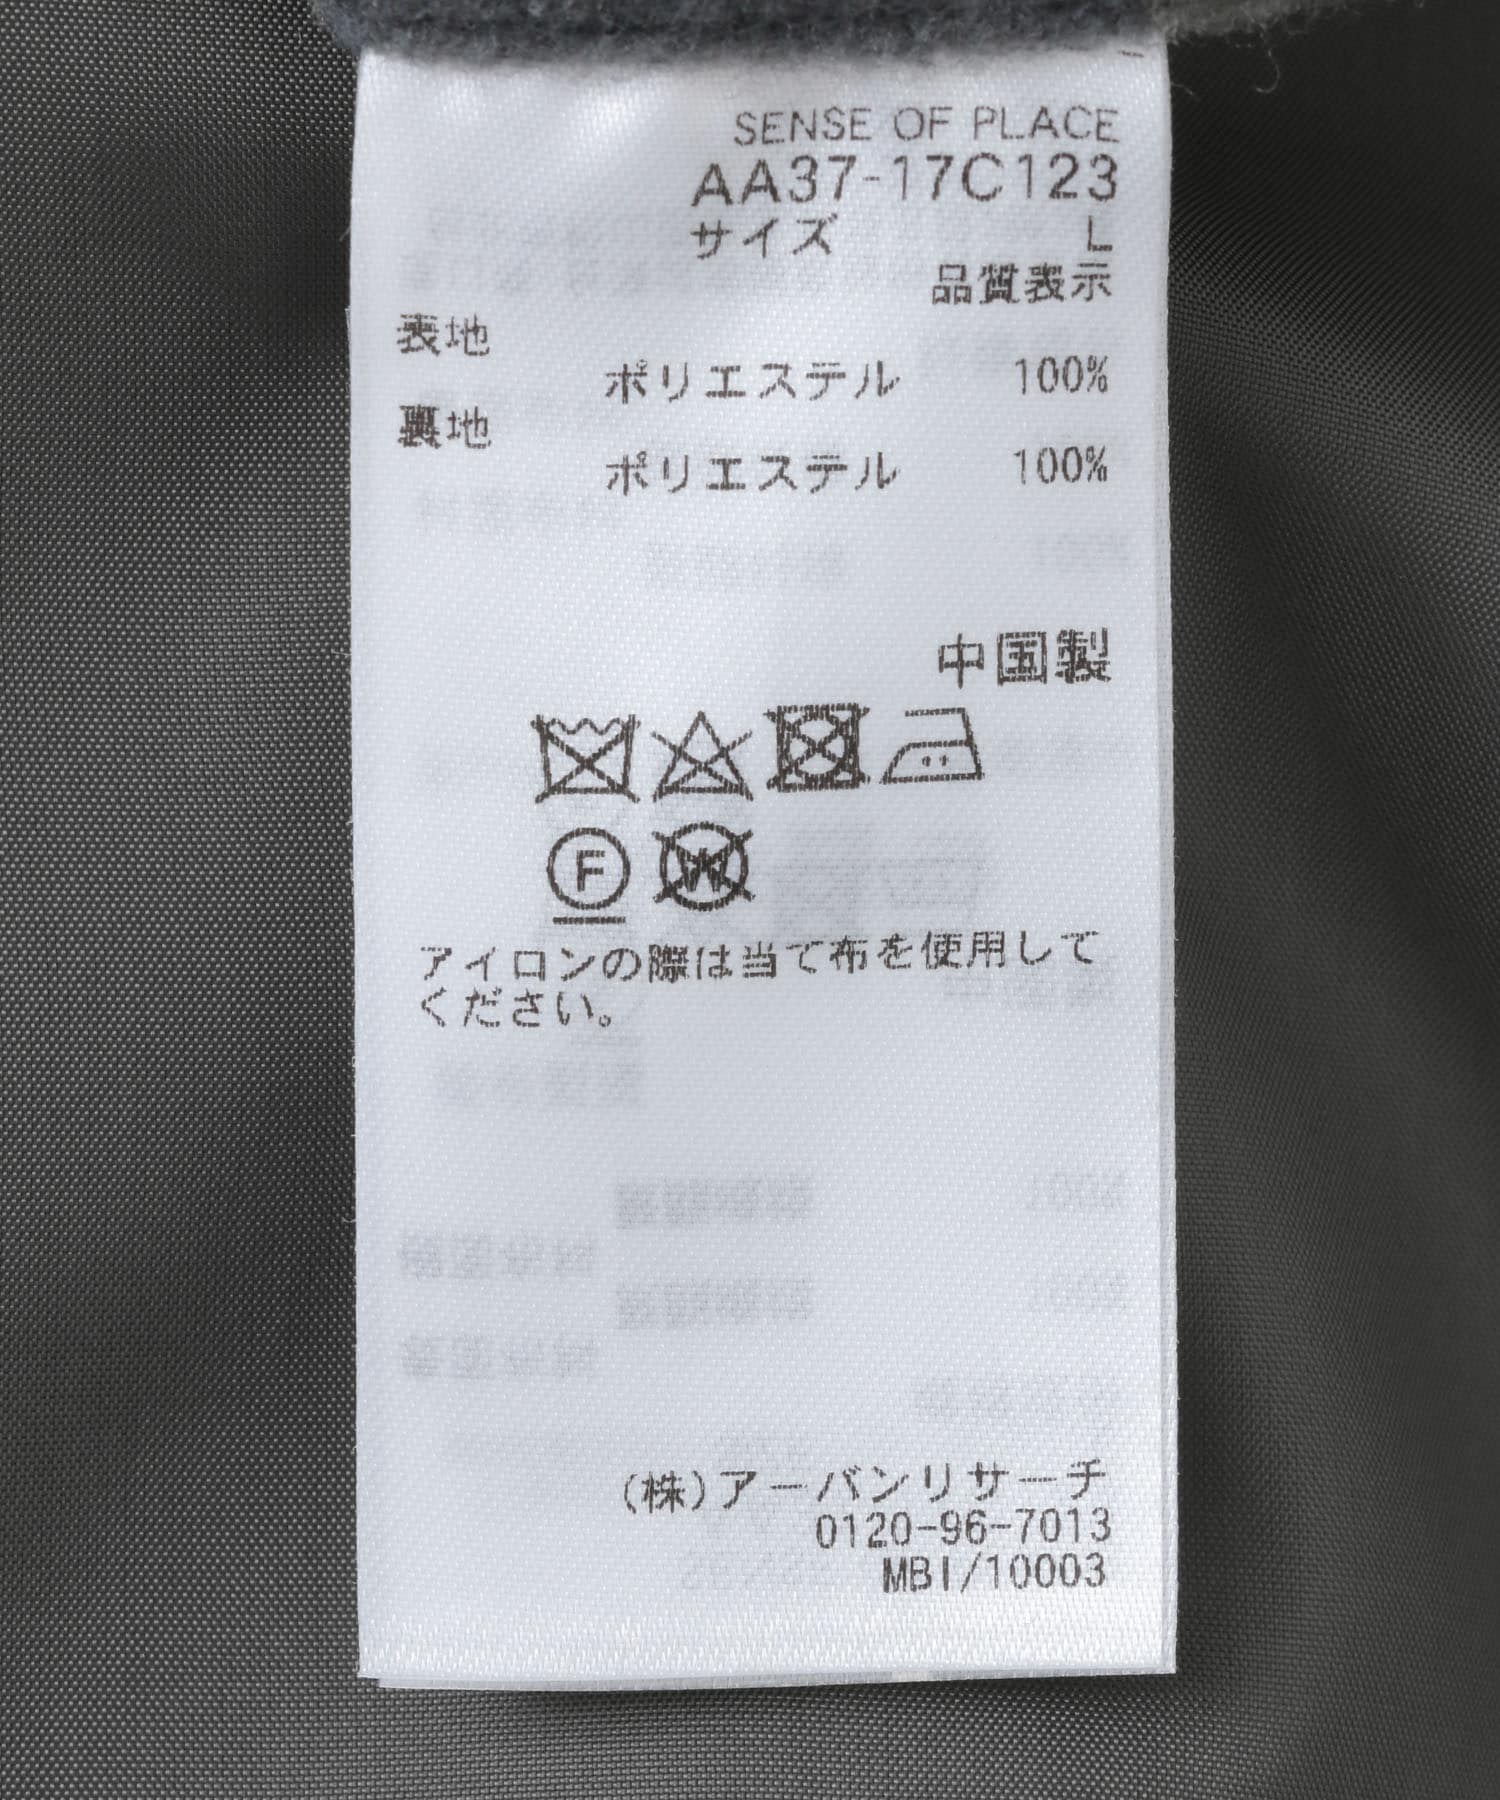 SENSE OF PLACE
AA37-17C123
サイズ L
品質表示
表地
ポリエステル 100%
裏地
ポリエステル 100%
中国製
F W
アイロンの際は当て布を使用して
ください。
(株)アーバンリサーチ
0120-96-7013
MBI/10003